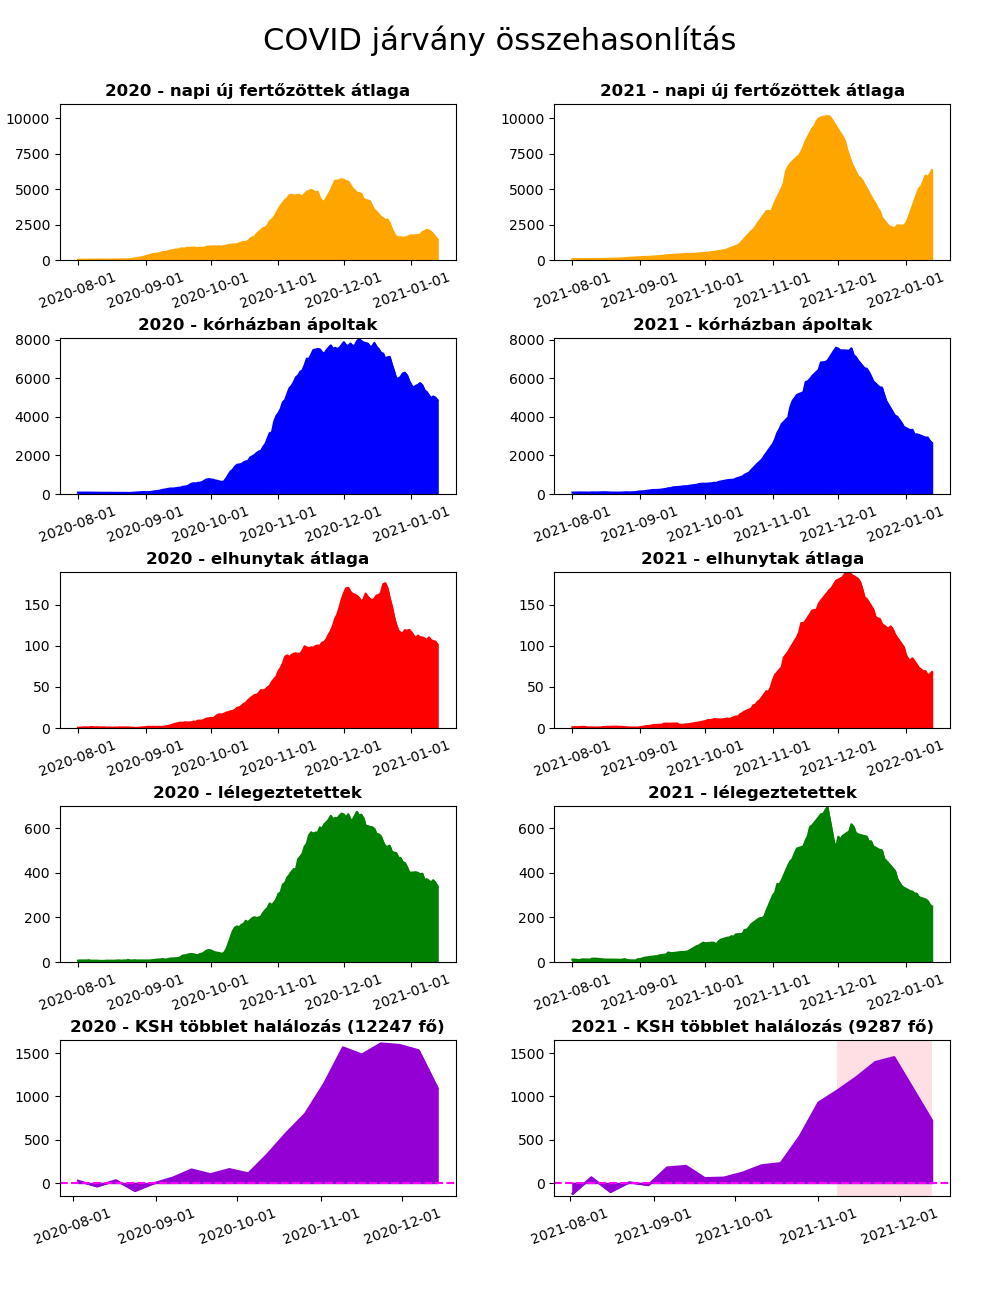 COVID járvány összehasonlítás
2020 - napi új fertőzöttek átlaga
10000
7500
5000
2500
0
2020-08-01 2020-09-01 2020-10-01 2020-11-01 2020-12-01 2021-01-01
2021 - napi új fertőzöttek átlaga
10000
7500
5000
2500
0
2021-08-01 2021-09-01 2021-10-01 2021-11-01 2021-12-01 2022-01-01
2020 - kórházban ápoltak
8000
6000
4000
2000
0
2020-08-01 2020-09-01 2020-10-01 2020-11-01 2020-12-01 2021-01-01
2021 - kórházban ápoltak
8000
6000
4000
2000
0
2021-08-01 2021-09-01 2021-10-01 2021-11-01 2021-12-01 2022-01-01
2020 - elhunytak átlaga
150
100
50
0
2020-08-01 2020-09-01 2020-10-01 2020-11-01 2020-12-01 2021-01-01
2021 - elhunytak átlaga
150
100
50
0
2021-08-01 2021-09-01 2021-10-01 2021-11-01 2021-12-01 2022-01-01
2020 - lélegeztetettek
600
400
200
0
2020-08-01 2020-09-01 2020-10-01 2020-11-01 2020-12-01 2021-01-01
2021 - lélegeztetettek
600
400
200
0
2021-08-01 2021-09-01 2021-10-01 2021-11-01 2021-12-01 2022-01-01
2020 - KSH többlet halálozás (12247 fő)
1500
1000
500
0
2020-08-01 2020-09-01 2020-10-01 2020-11-01 2020-12-01
2021 - KSH többlet halálozás (9287 fő)
1500
1000
500
0
2021-08-01 2021-09-01 2021-10-01 2021-11-01 2021-12-01